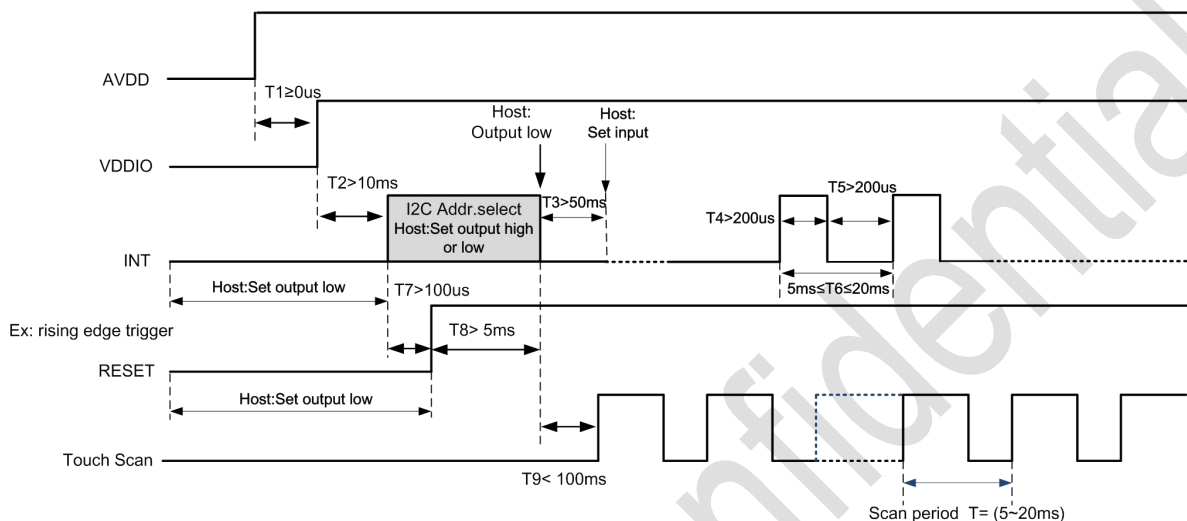 AVDD
T1≥0us
VDDIO
Host:
Output low
Host:
Set input
T2>10ms
I2C Addr.select
Host:Set output high
or low
T3>50ms
T4>200us
T5>200us
INT
5ms≤T6≤20ms
Host:Set output low
T7>100us
Ex: rising edge trigger
T8> 5ms
RESET
Host:Set output low
Touch Scan
T9< 100ms
Scan period T= (5~20ms)
nfidential